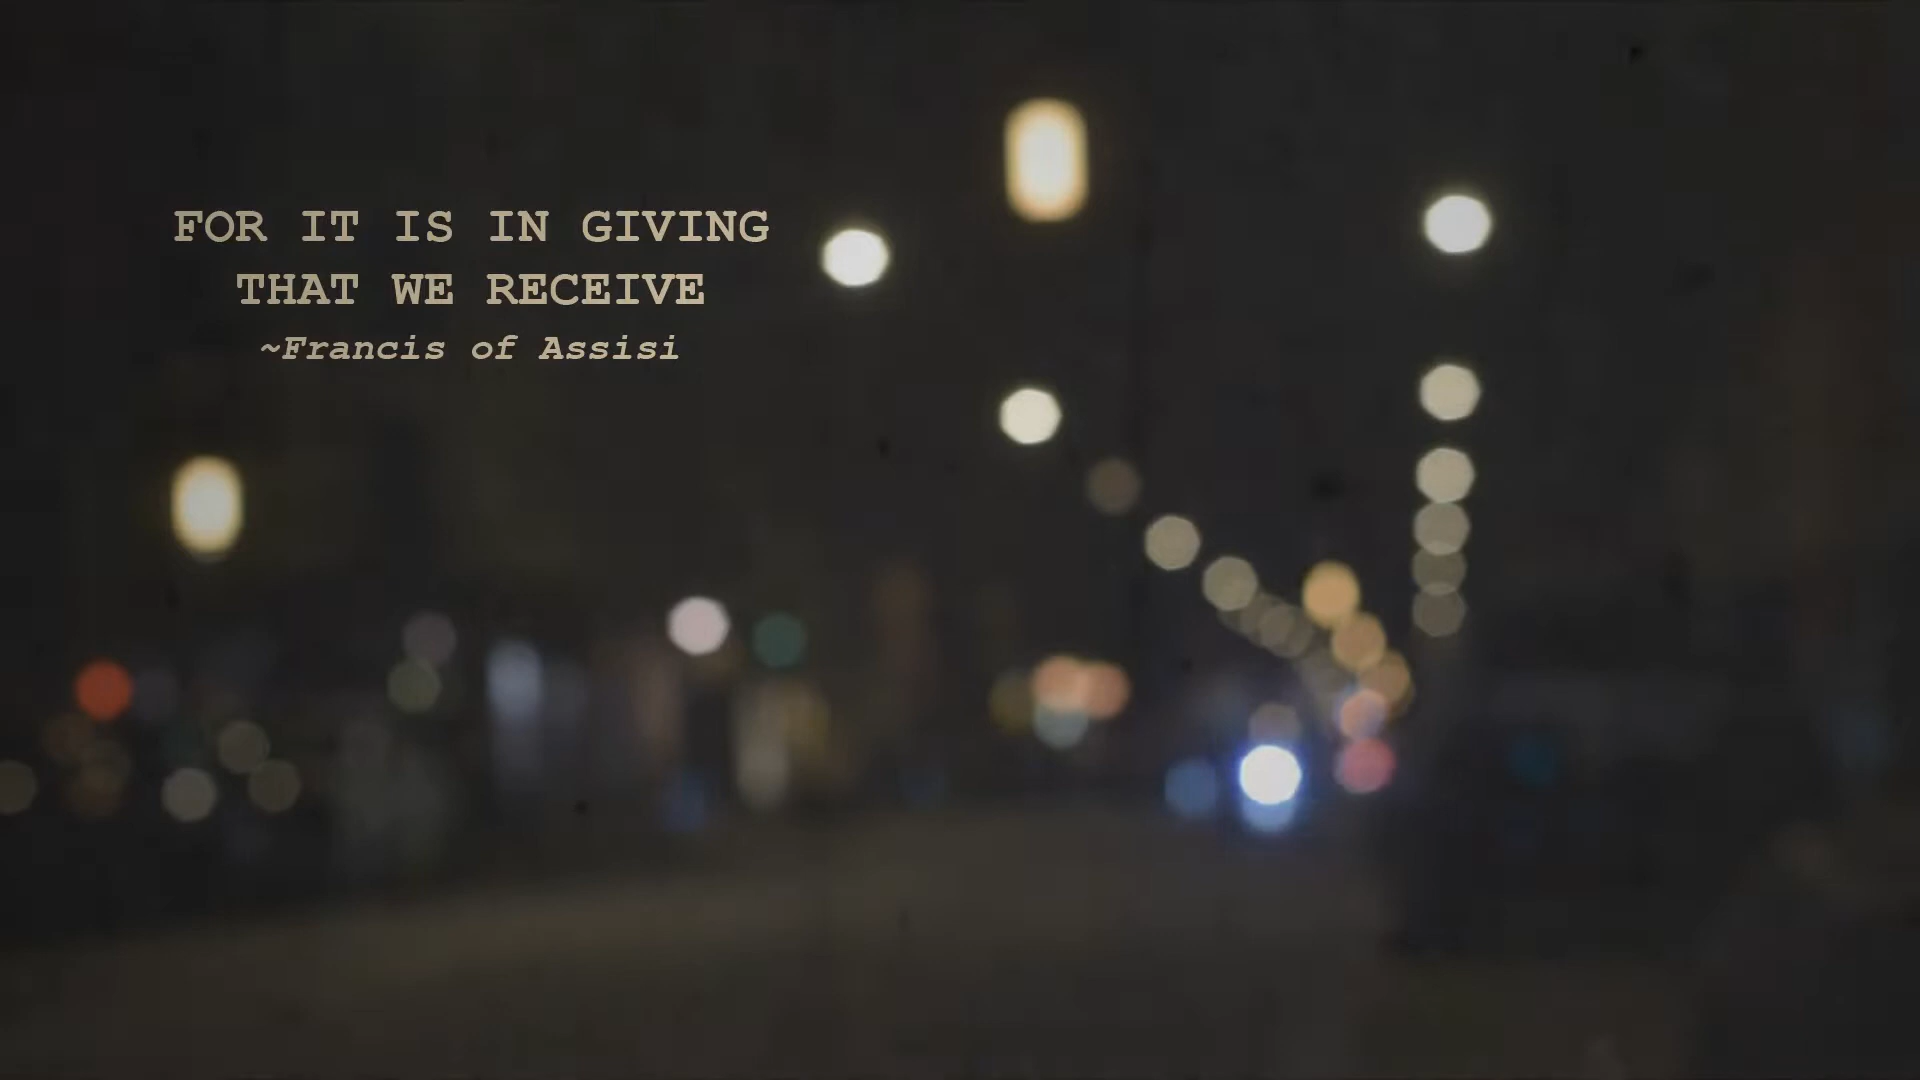 FOR IT IS IN GIVING
THAT WE RECEIVE
~Francis of Assisi